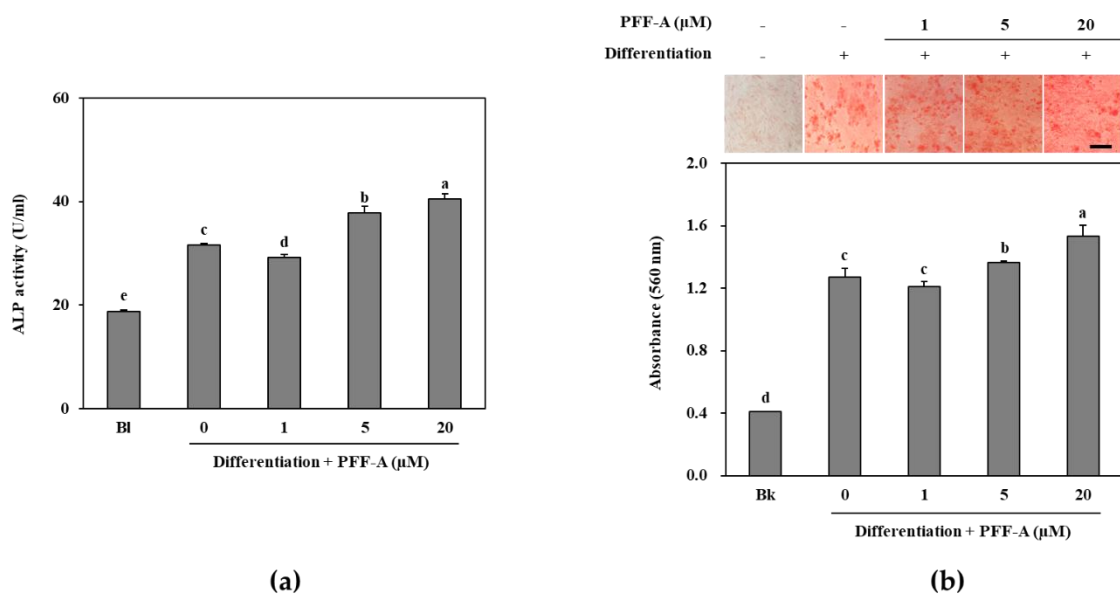 60
40
20
0
ALP activity (U/ml)
e
c
d
b
a
Bl 0 1 5 20
Differentiation + PFF-A (μM)
(a)
PFF-A (μM) - - 1 5 20
Differentiation - + + + +
2.0
1.6
1.2
0.8
0.4
0.0
Absorbance (560 nm)
d
c
c
b
a
Bk 0 1 5 20
Differentiation + PFF-A (μM)
(b)